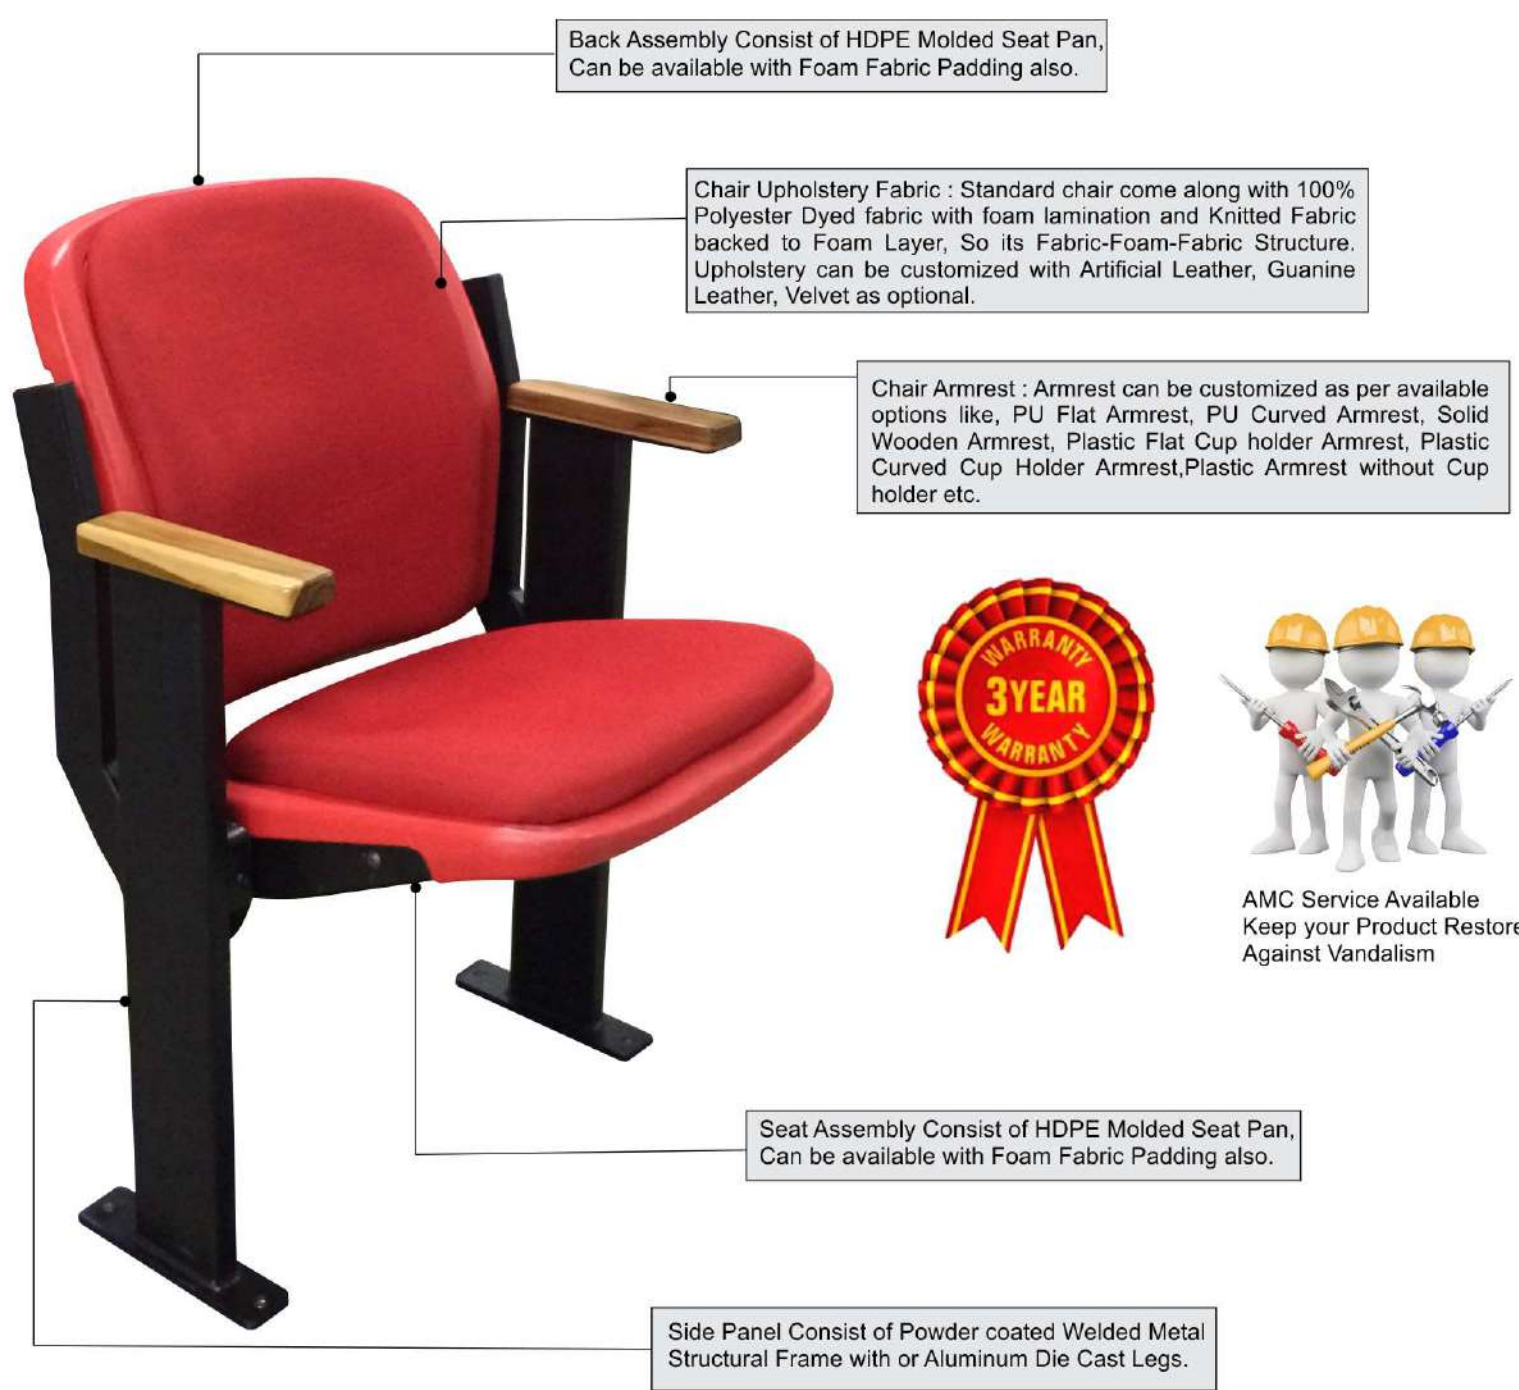 Back Assembly Consist of HDPE Molded Seat Pan,
Can be available with Foam Fabric Padding also.
Chair Upholstery Fabric : Standard chair come along with 100%
Polyester Dyed fabric with foam lamination and Knitted Fabric
backed to Foam Layer, So its Fabric-Foam-Fabric Structure.
Upholstery can be customized with Artificial Leather, Guanine
Leather, Velvet as optional.
Chair Armrest : Armrest can be customized as per available
options like, PU Flat Armrest, PU Curved Armrest, Solid
Wooden Armrest, Plastic Flat Cup holder Armrest, Plastic
Curved Cup Holder Armrest,Plastic Armrest without Cup
holder etc.
WARRANTY
3 YEAR
WARRANTY
AMC Service Available
Keep your Product Restore
Against Vandalism
Seat Assembly Consist of HDPE Molded Seat Pan,
Can be available with Foam Fabric Padding also.
Side Panel Consist of Powder coated Welded Metal
Structural Frame with or Aluminum Die Cast Legs.